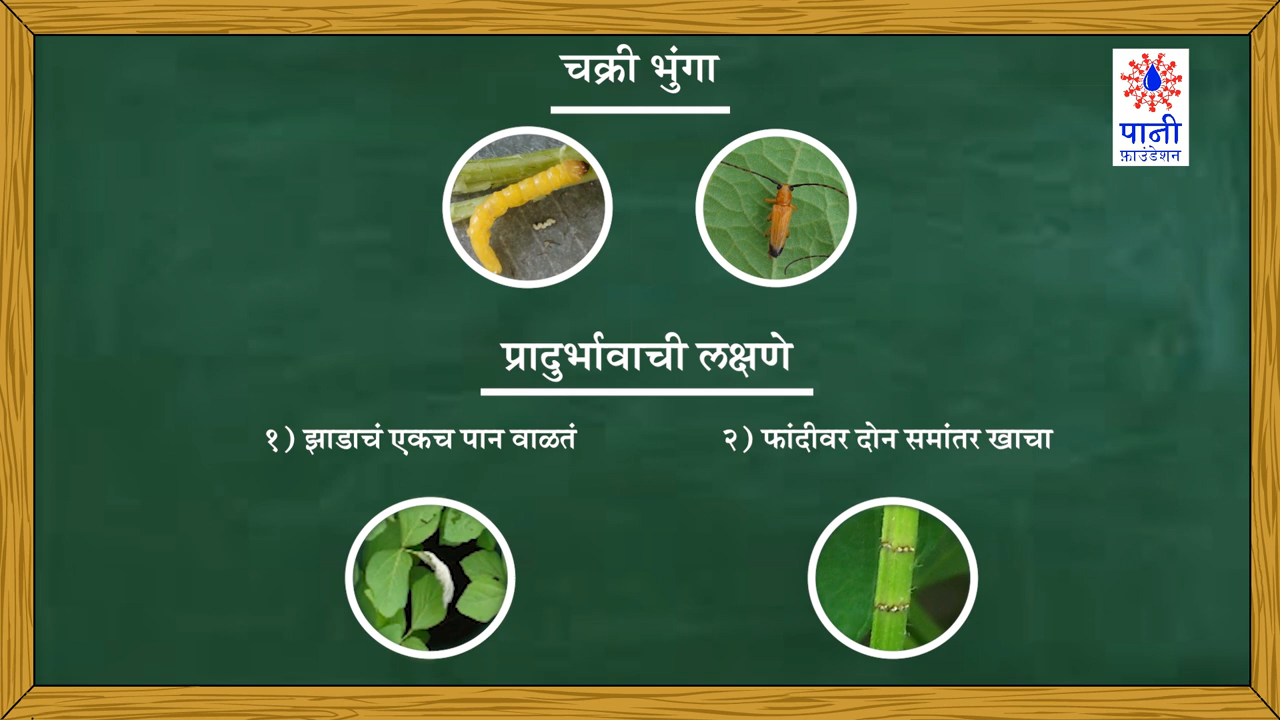 चक्री भुंगा
पानी
फ़ाउंडेशन
प्रादुर्भावाची लक्षणे
१) झाडाचं एकच पान वाळतं
२) फांदीवर दोन समांतर खाचा